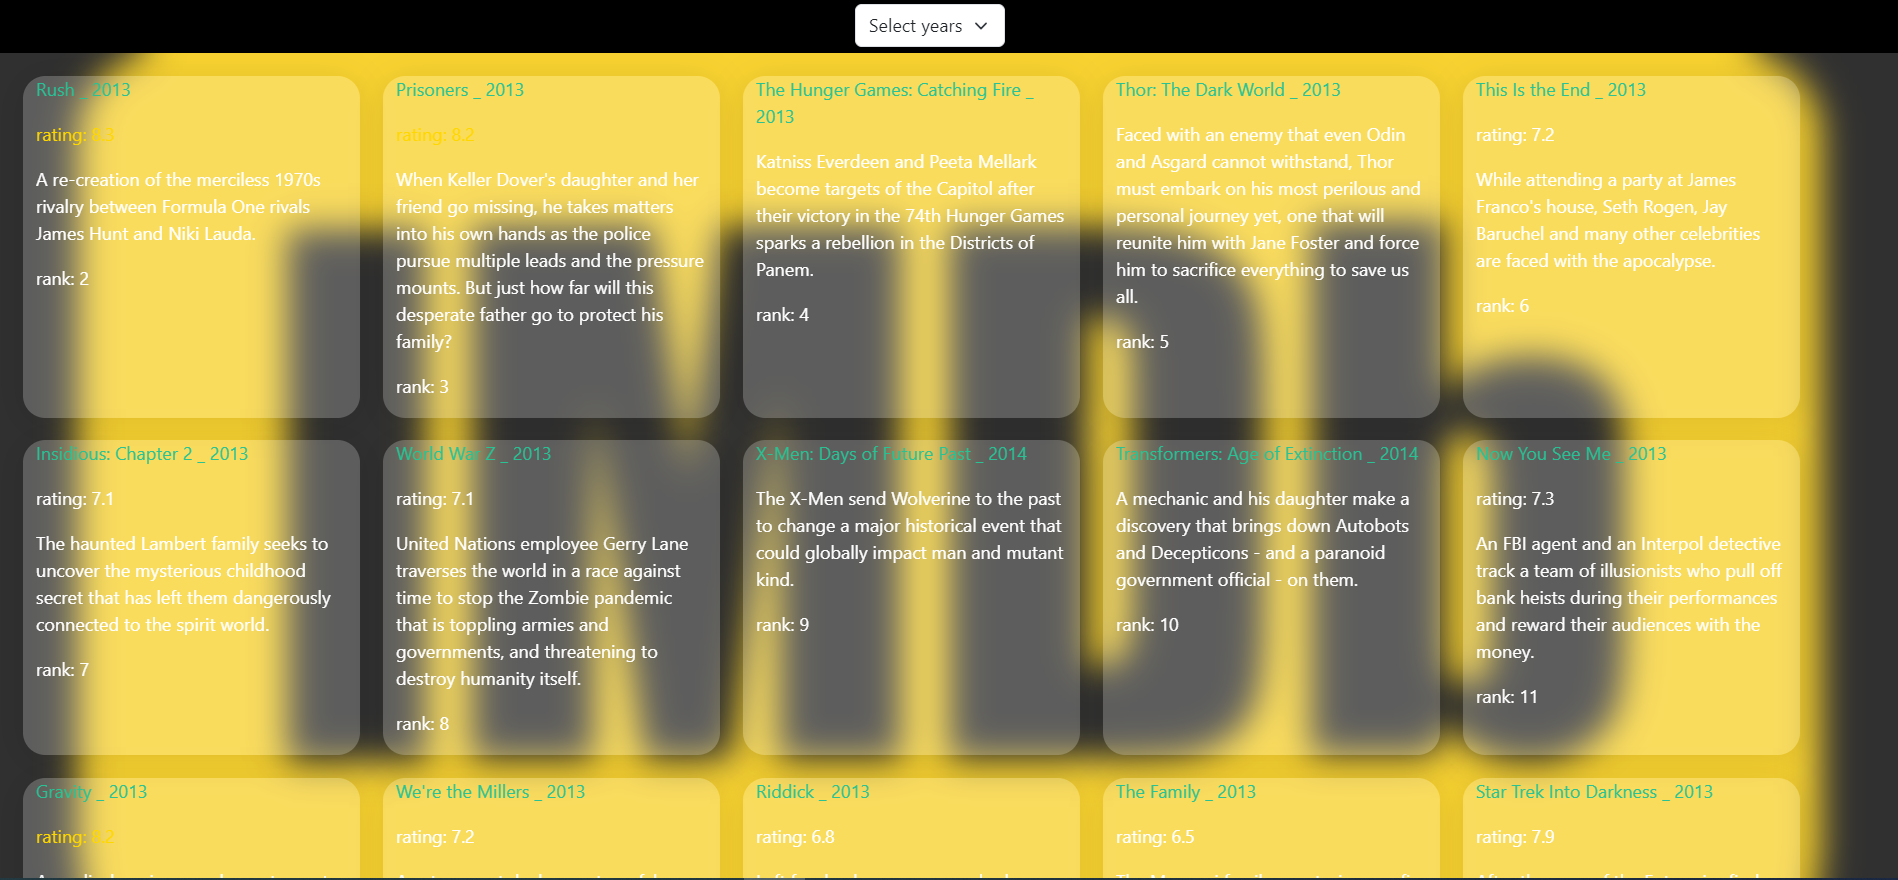 Select years
Rush _ 2013
rating: 8.3
A re-creation of the merciless 1970s
rivalry between Formula One rivals
James Hunt and Niki Lauda.
rank: 2
Prisoners _ 2013
rating: 8.2
When Keller Dover's daughter and her
friend go missing, he takes matters
into his own hands as the police
pursue multiple leads and the pressure
mounts. But just how far will this
desperate father go to protect his
family?
rank: 3
The Hunger Games: Catching Fire _
2013
Katniss Everdeen and Peeta Mellark
become targets of the Capitol after
their victory in the 74th Hunger Games
sparks a rebellion in the Districts of
Panem.
rank: 4
Thor: The Dark World _ 2013
Faced with an enemy that even Odin
and Asgard cannot withstand, Thor
must embark on his most perilous and
personal journey yet, one that will
reunite him with Jane Foster and force
him to sacrifice everything to save us
all.
rank: 5
This Is the End _ 2013
rating: 7.2
While attending a party at James
Franco's house, Seth Rogen, Jay
Baruchel and many other celebrities
are faced with the apocalypse.
rank: 6
Insidious: Chapter 2 _ 2013
rating: 7.1
The haunted Lambert family seeks to
uncover the mysterious childhood
secret that has left them dangerously
connected to the spirit world.
rank: 7
World War Z _ 2013
rating: 7.1
United Nations employee Gerry Lane
traverses the world in a race against
time to stop the Zombie pandemic
that is toppling armies and
governments, and threatening to
destroy humanity itself.
rank: 8
X-Men: Days of Future Past _ 2014
The X-Men send Wolverine to the past
to change a major historical event that
could globally impact man and mutant
kind.
rank: 9
Transformers: Age of Extinction _ 2014
A mechanic and his daughter make a
discovery that brings down Autobots
and Decepticons - and a paranoid
government official - on them.
rank: 10
Now You See Me _ 2013
rating: 7.3
An FBI agent and an Interpol detective
track a team of illusionists who pull off
bank heists during their performances
and reward their audiences with the
money.
rank: 11
Gravity _ 2013
rating: 8.2
We're the Millers _ 2013
rating: 7.2
Riddick _ 2013
rating: 6.8
The Family _ 2013
rating: 6.5
Star Trek Into Darkness _ 2013
rating: 7.9
IMDb